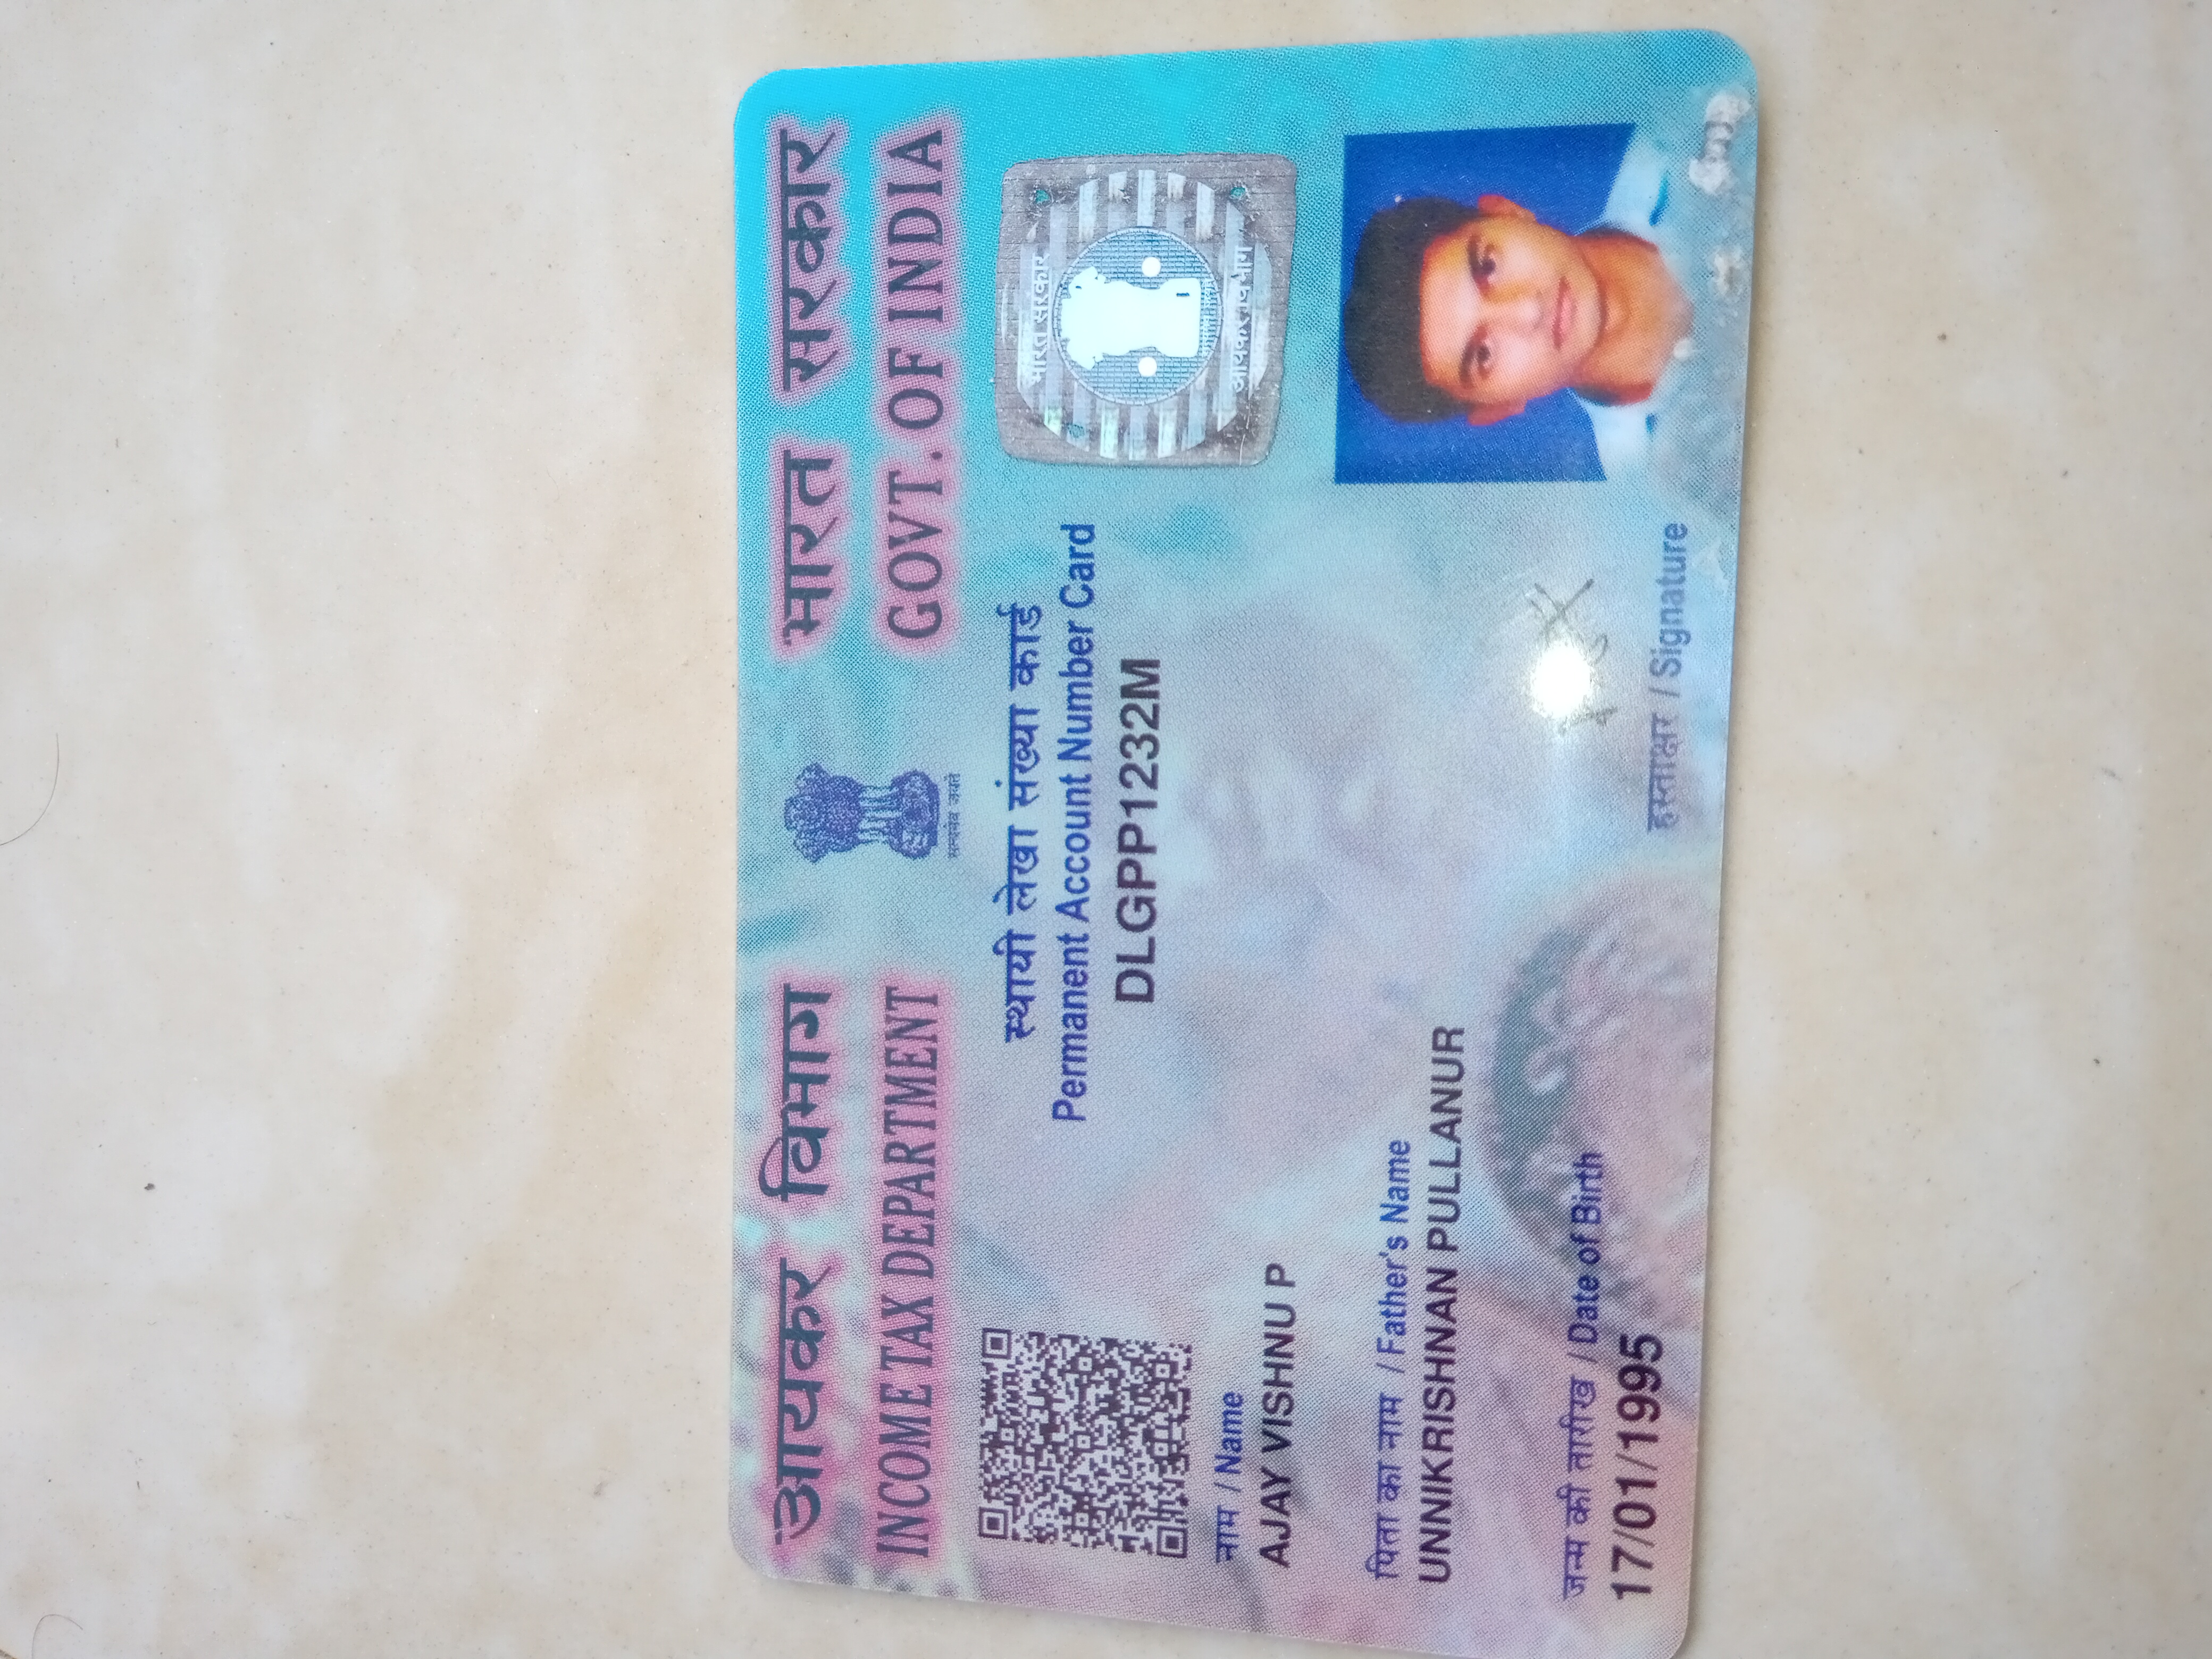 आयकर विभाग
INCOME TAX DEPARTMENT
सत्यमेव जयते
भारत सरकार
GOVT. OF INDIA
स्थायी लेखा संख्या कार्ड
Permanent Account Number Card
DLGPP1232M
भारत सरकार
आयकर विभाग
नाम / Name
AJAY VISHNU P
पिता का नाम / Father's Name
UNNIKRISHNAN PULLANUR
जन्म की तारीख / Date of Birth
17/01/1995
हस्ताक्षर / Signature